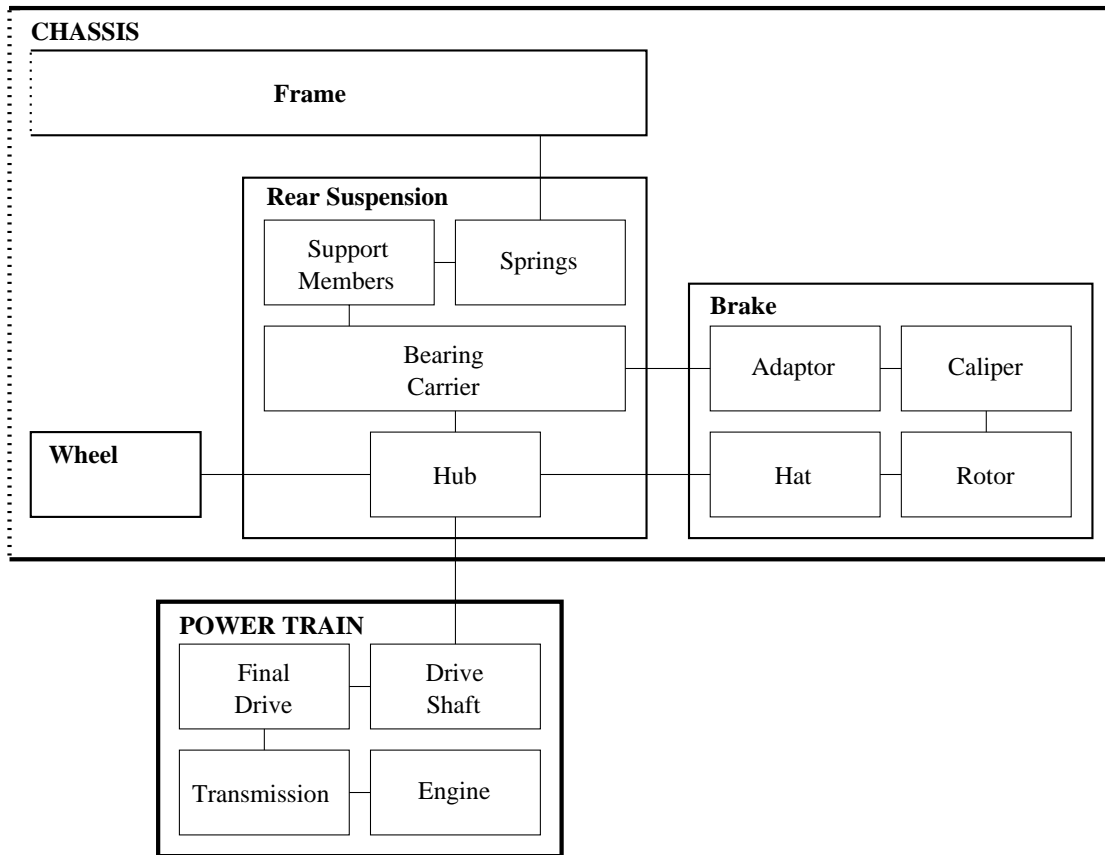 CHASSIS
Frame
Rear Suspension
Support
Members
Springs
Brake
Bearing
Carrier
Adaptor
Caliper
Wheel
Hub
Hat
Rotor
POWER TRAIN
Final
Drive
Drive
Shaft
Transmission
Engine